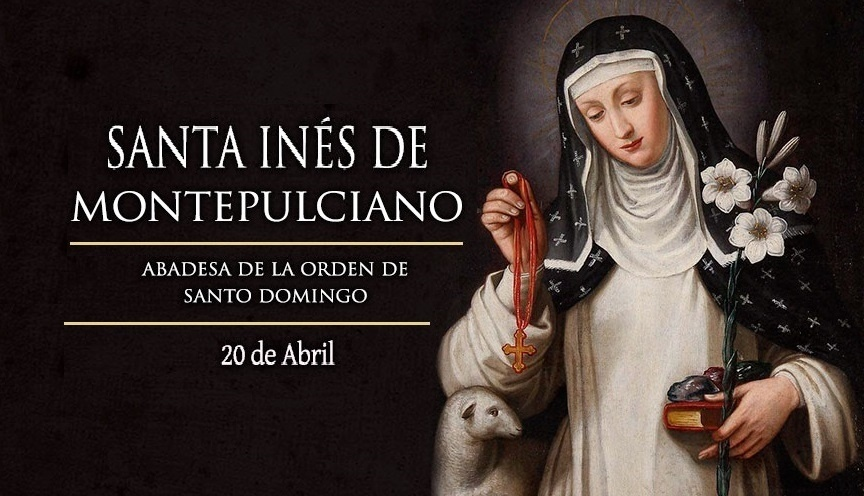 SANTA INÉS DE
MONTEPULCIANO
ABADESA DE LA ORDEN DE
SANTO DOMINGO
20 de Abril